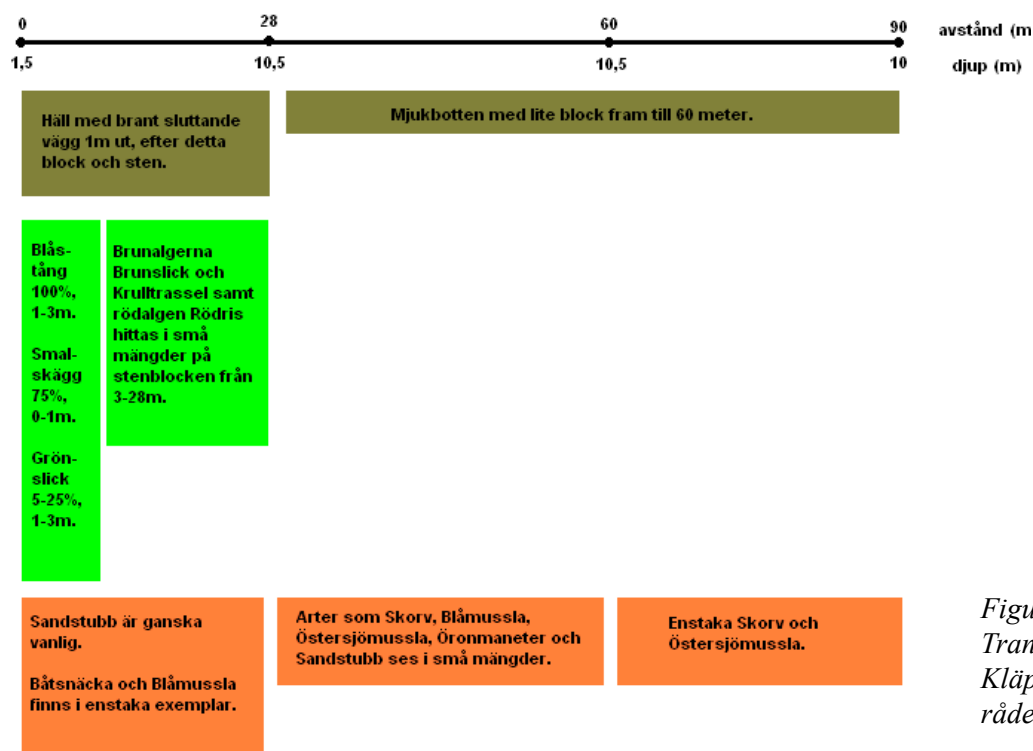 0 28 60 90 avstånd (m
1,5 10,5 10,5 10 djup (m)
Häll med brant sluttande
vägg 1m ut, efter detta
block och sten.
Mjukbotten med lite block fram till 60 meter.
Blås-
tång
100%,
1-3m.
Smal-
skägg
75%,
0-1m.
Grön-
slick
5-25%,
1-3m.
Brunalgerna
Brunslick och
Krulltrassel samt
rödalgen Rödris
hittas i små
mängder på
stenblocken från
3-28m.
Sandstubb är ganska
vanlig.
Båtsnäcka och Blåmussla
finns i enstaka exemplar.
Arter som Skorv, Blåmussla,
Östersjömussla, Öronmaneter och
Sandstubb ses i små mängder.
Enstaka Skorv och
Östersjömussla.
Figu
Tran
Kläp
råde